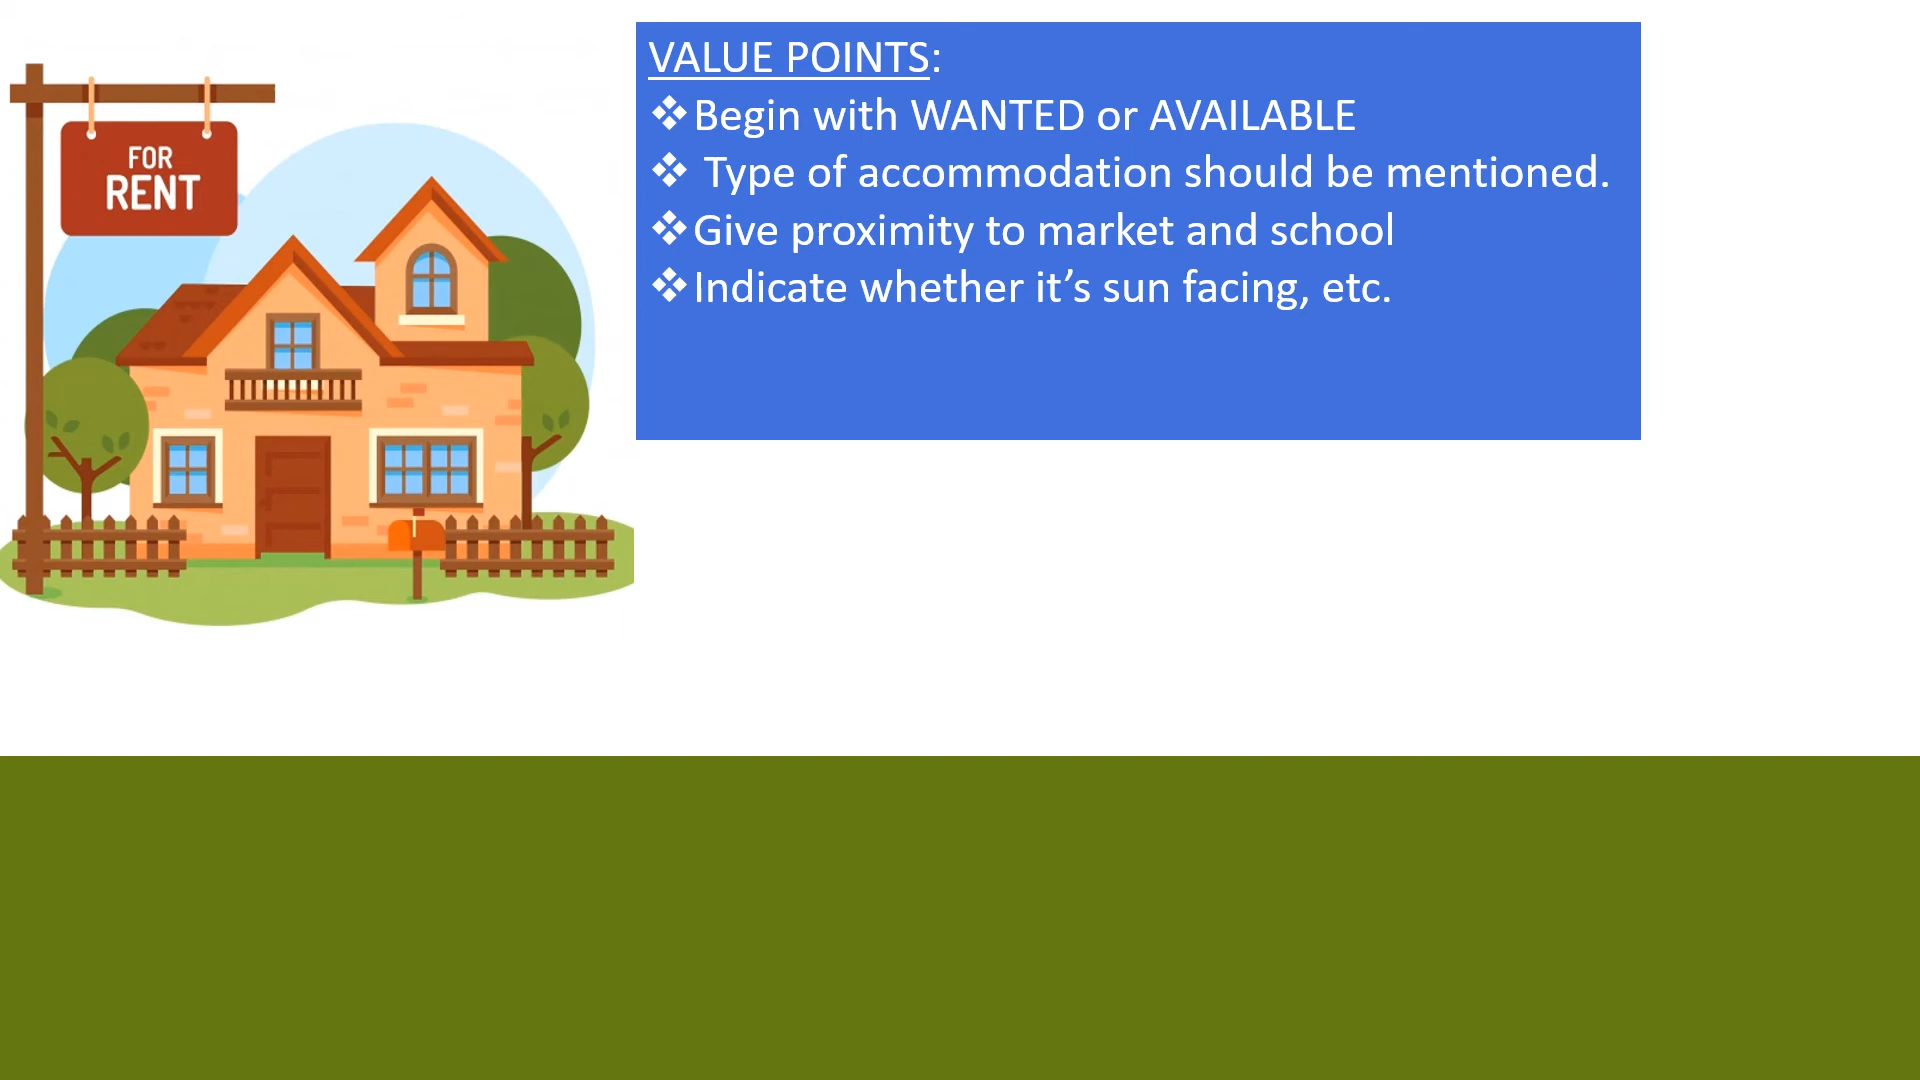 FOR
RENT
VALUE POINTS:
❖Begin with WANTED or AVAILABLE
❖ Type of accommodation should be mentioned.
❖Give proximity to market and school
❖Indicate whether it’s sun facing, etc.